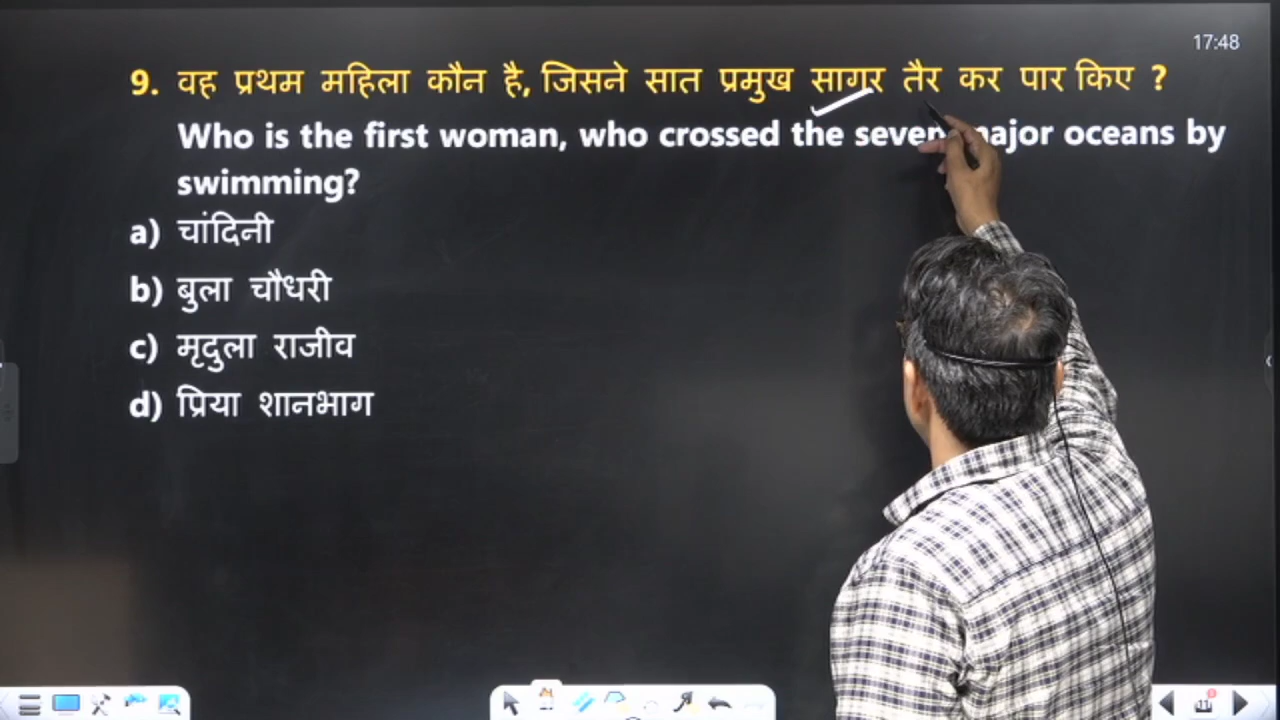 17:48
9. वह प्रथम महिला कौन है, जिसने सात प्रमुख सागर तैर कर पार किए ?
Who is the first woman, who crossed the seven major oceans by
swimming?
a) चांदिनी
b) बुला चौधरी
c) मृदुला राजीव
d) प्रिया शानभाग